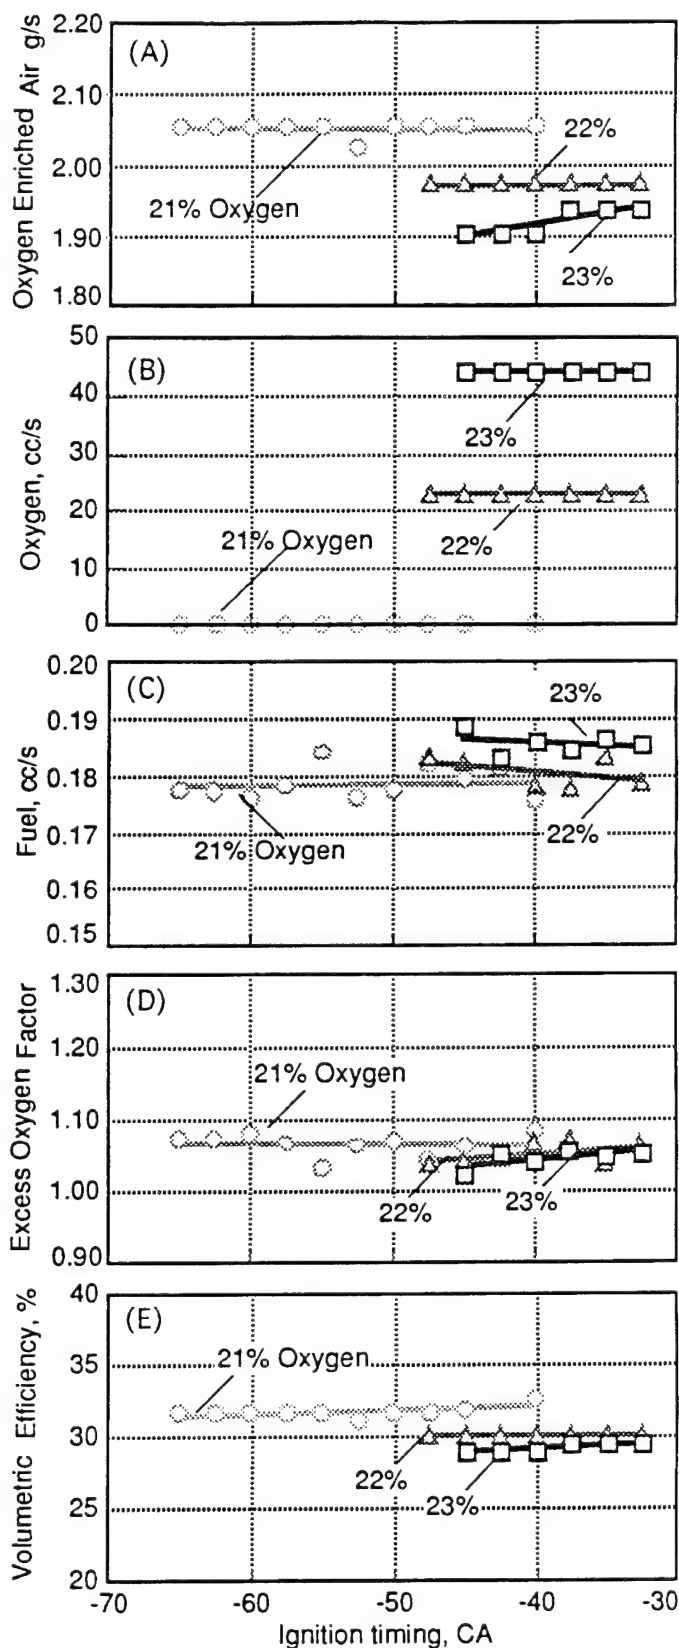 2.20
(A)
2.10
22%
2.00
21% Oxygen
1.90
23%
1.80
Oxygen Enriched Air g/s
50
(B)
40
23%
30
20
22%
21% Oxygen
10
0
Oxygen, cc/s
0.20
(C)
23%
0.19
0.18
0.17
22%
21% Oxygen
0.16
0.15
Fuel, cc/s
1.30
(D)
1.20
21% Oxygen
1.10
1.00
22%
23%
0.90
Excess Oxygen Factor
40
(E)
35
21% Oxygen
30
22%
23%
25
20
Volumetric Efficiency, %
-70 -60 -50 -40 -30
Ignition timing, CA